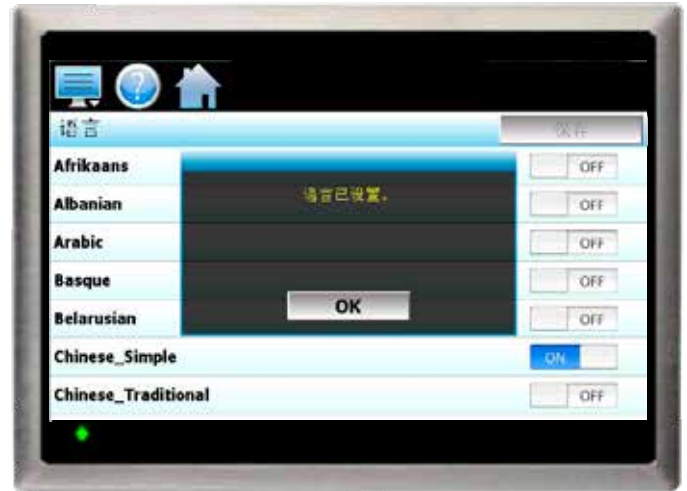 ?
语言
保存
Afrikaans
OFF
Albanian
OFF
Arabic
OFF
Basque
OFF
Belarusian
OFF
Chinese_Simple
ON
Chinese_Traditional
OFF
语言已设置。
OK